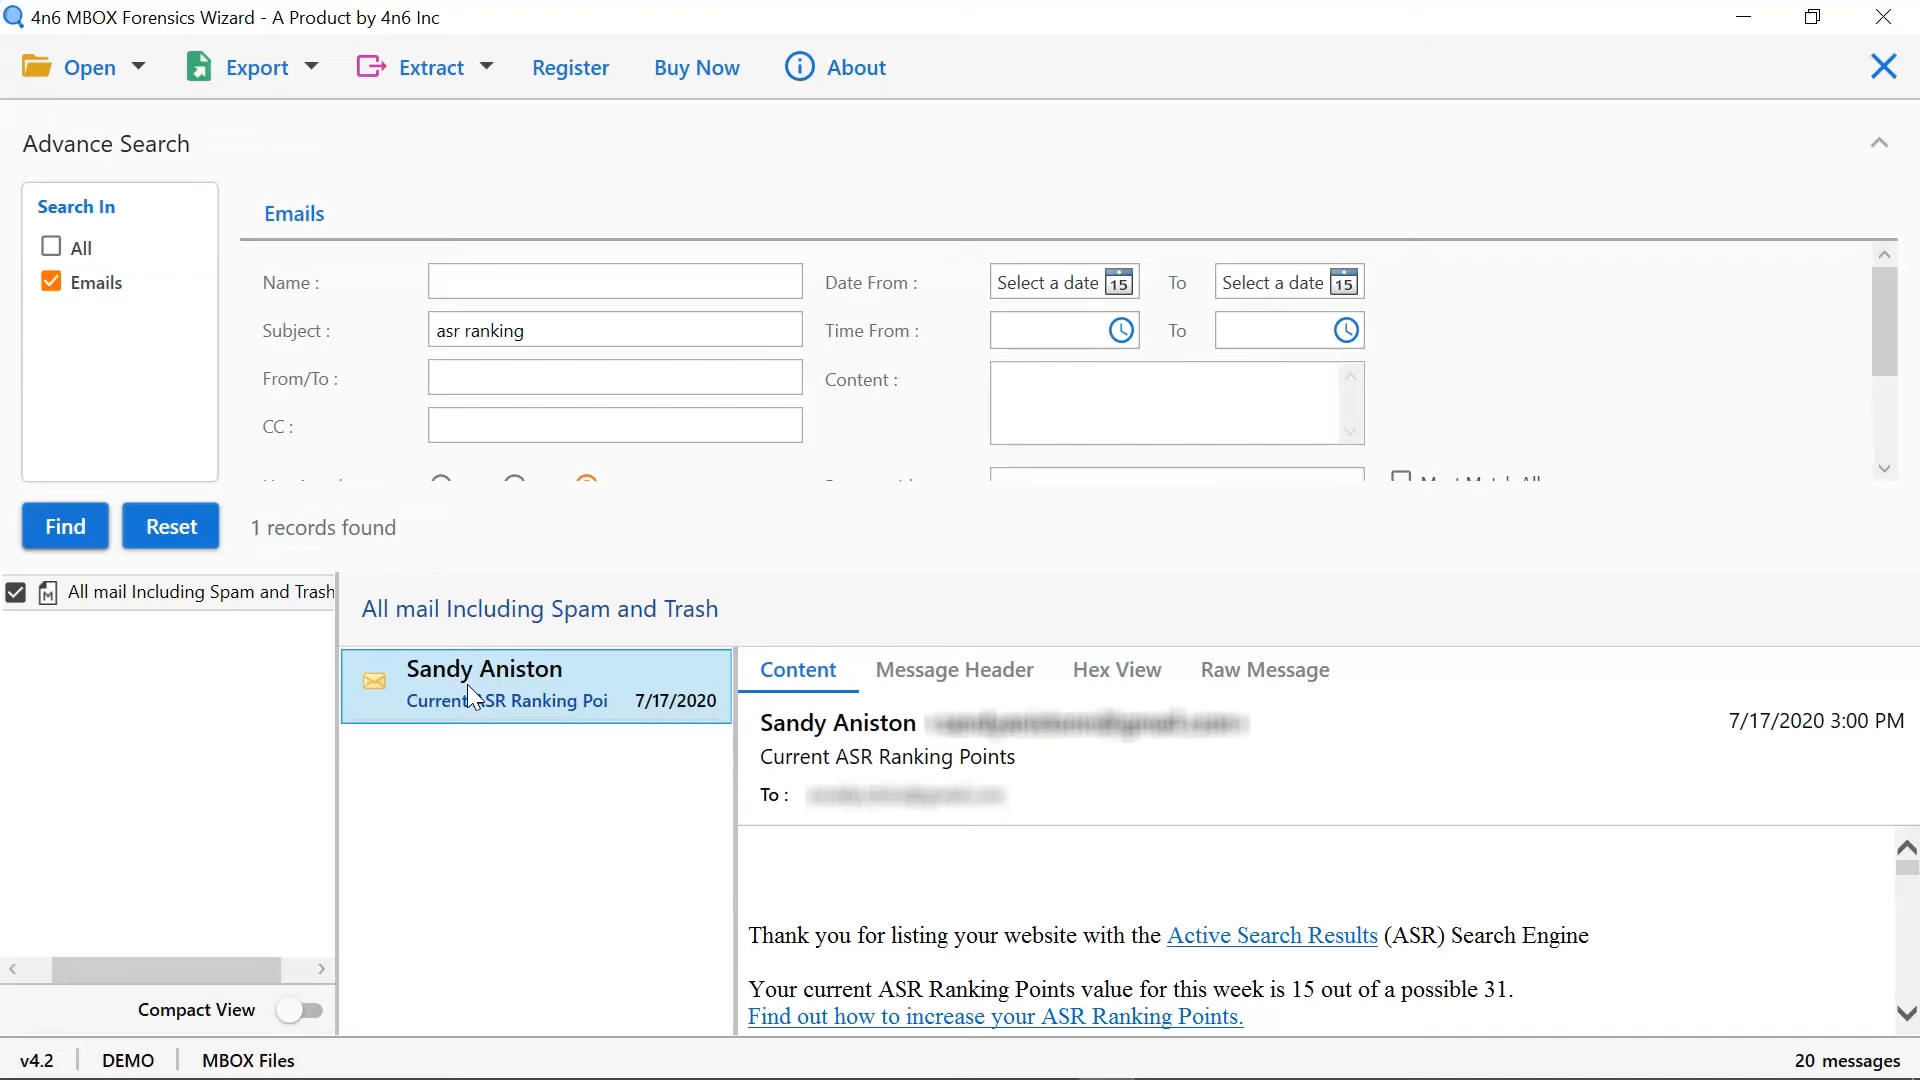 4n6 MBOX Forensics Wizard - A Product by 4n6 Inc
Open Export Extract Register Buy Now About
Advance Search
Search In
All
Emails
Emails
Name : Date From : Select a date 15 To Select a date 15
Subject : asr ranking Time From : To
From/To : Content :
CC :
Find Reset 1 records found
All mail Including Spam and Trash
All mail Including Spam and Trash
Sandy Aniston
Current ASR Ranking Poi 7/17/2020
Content Message Header Hex View Raw Message
Sandy Aniston 7/17/2020 3:00 PM
Current ASR Ranking Points
To :
Thank you for listing your website with the Active Search Results (ASR) Search Engine
Your current ASR Ranking Points value for this week is 15 out of a possible 31.
Find out how to increase your ASR Ranking Points.
Compact View
v4.2 DEMO MBOX Files 20 messages